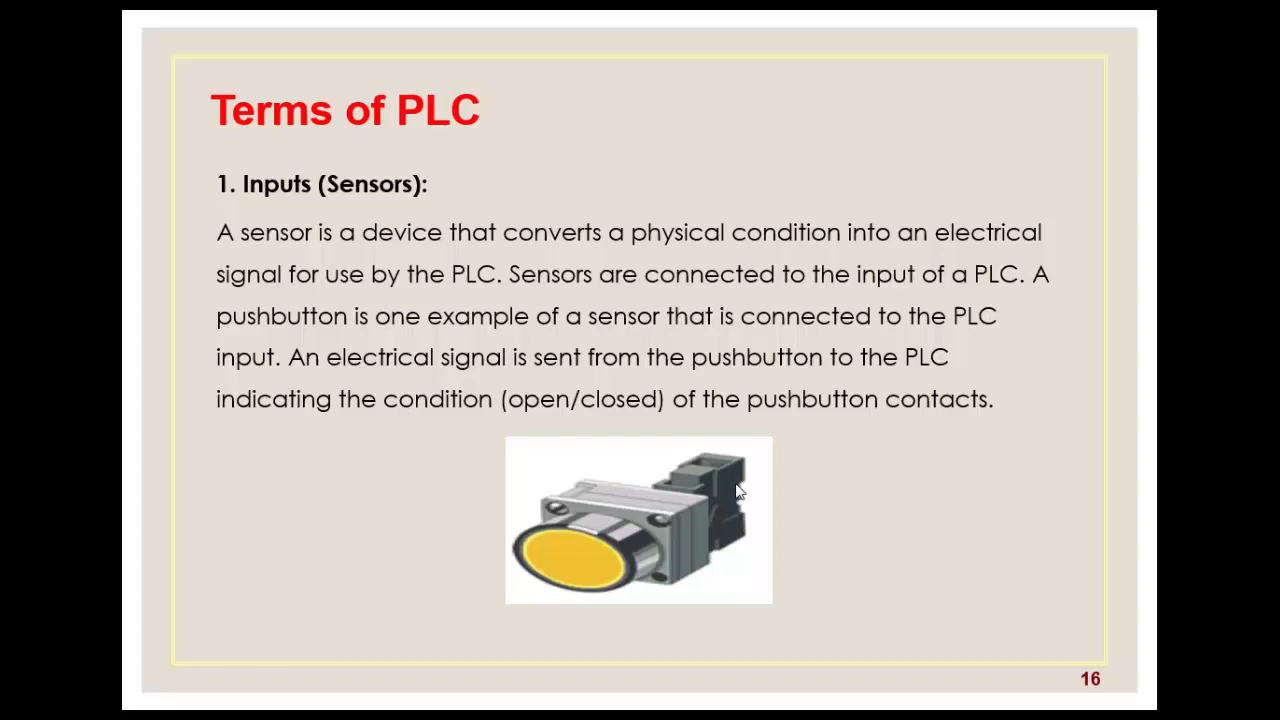 Terms of PLC
1. Inputs (Sensors):
A sensor is a device that converts a physical condition into an electrical
signal for use by the PLC. Sensors are connected to the input of a PLC. A
pushbutton is one example of a sensor that is connected to the PLC
input. An electrical signal is sent from the pushbutton to the PLC
indicating the condition (open/closed) of the pushbutton contacts.
16